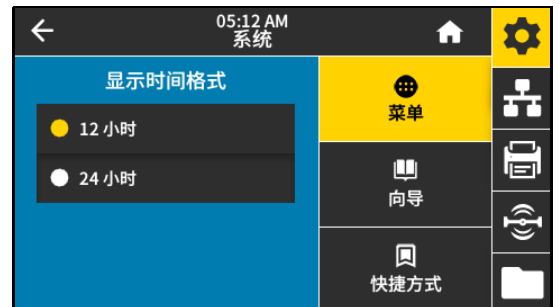 05:12 AM
系统
显示时间格式
12 小时
24 小时
菜单
向导
快捷方式